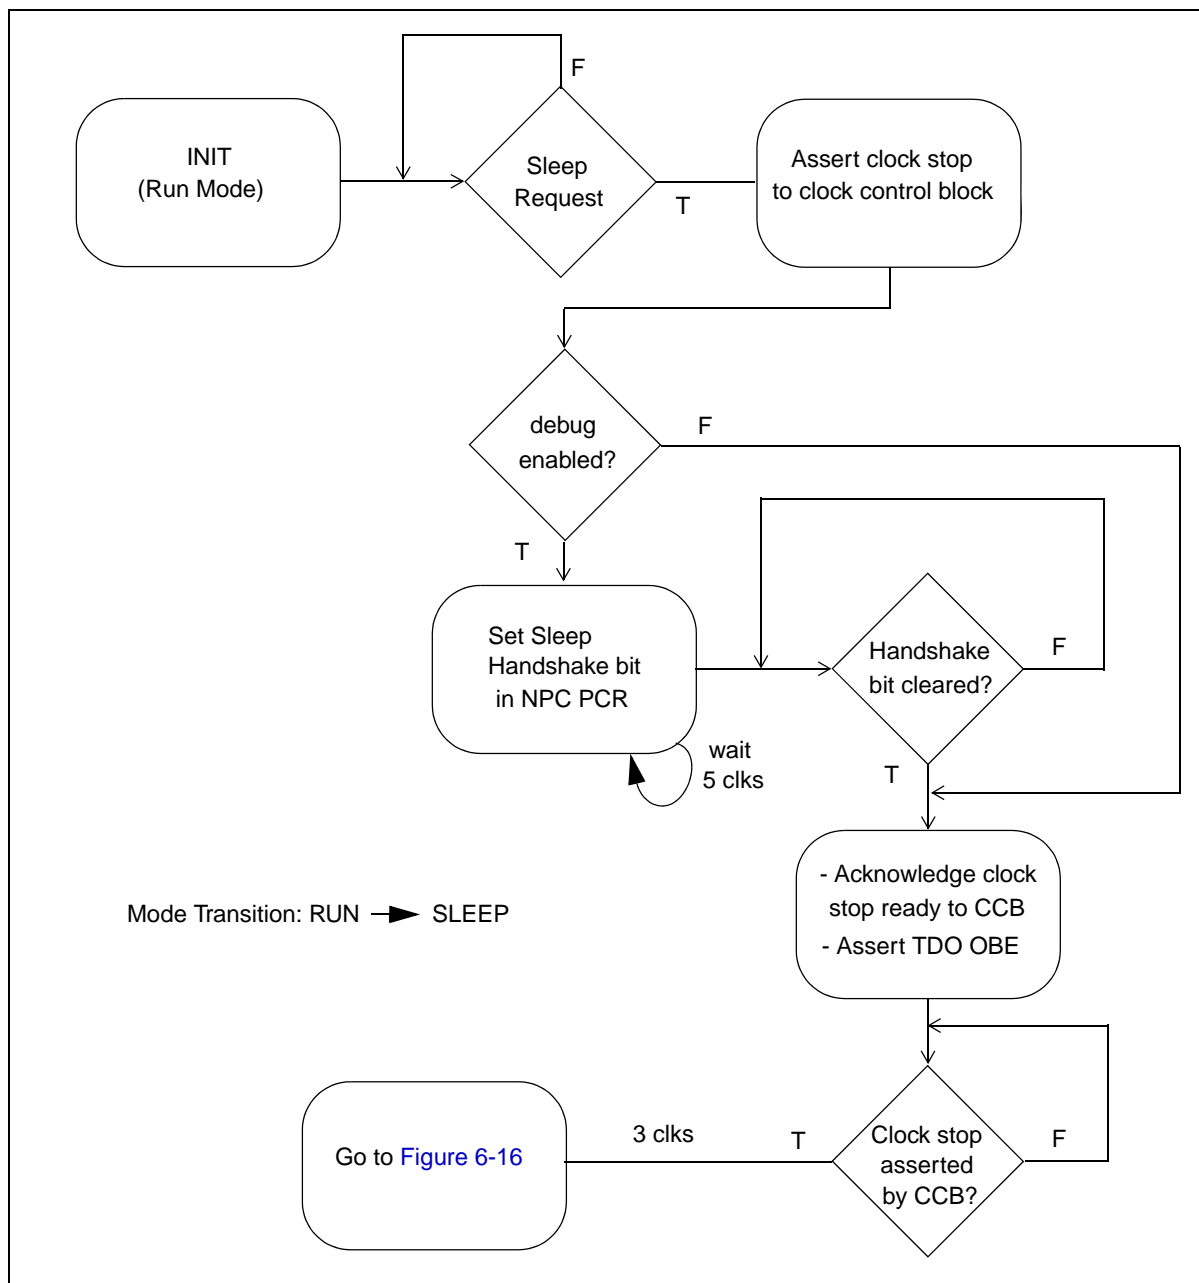 F
INIT
(Run Mode)
Sleep
Request
T
Assert clock stop
to clock control block
debug
enabled?
F
T
Set Sleep
Handshake bit
in NPC PCR
wait
5 clks
Handshake
bit cleared?
F
T
- Acknowledge clock
stop ready to CCB
- Assert TDO OBE
Mode Transition: RUN SLEEP
Clock stop
asserted
by CCB?
F
T
3 clks
Go to Figure 6-16